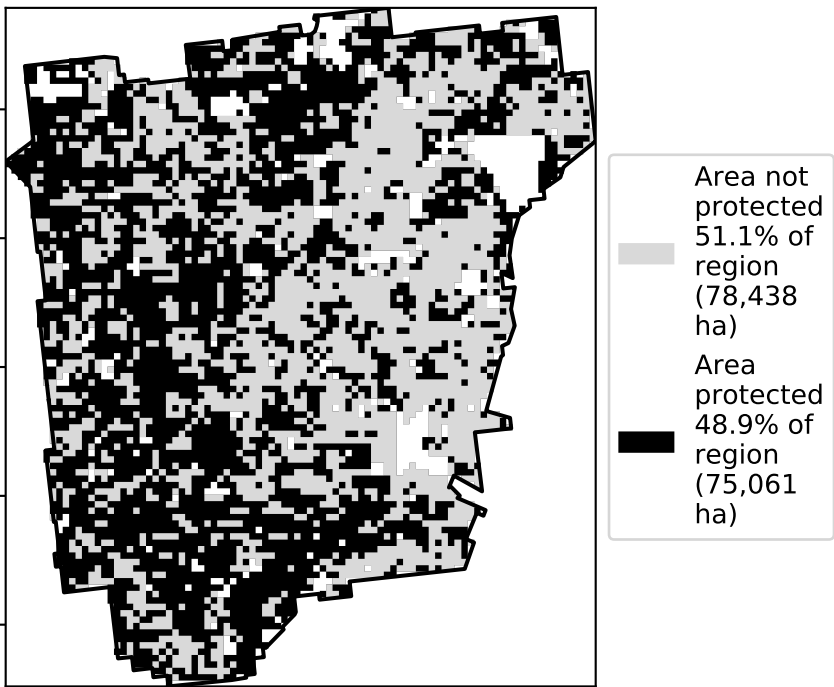 Area not
protected
51.1% of
region
(78,438
ha)
Area
protected
48.9% of
region
(75,061
ha)